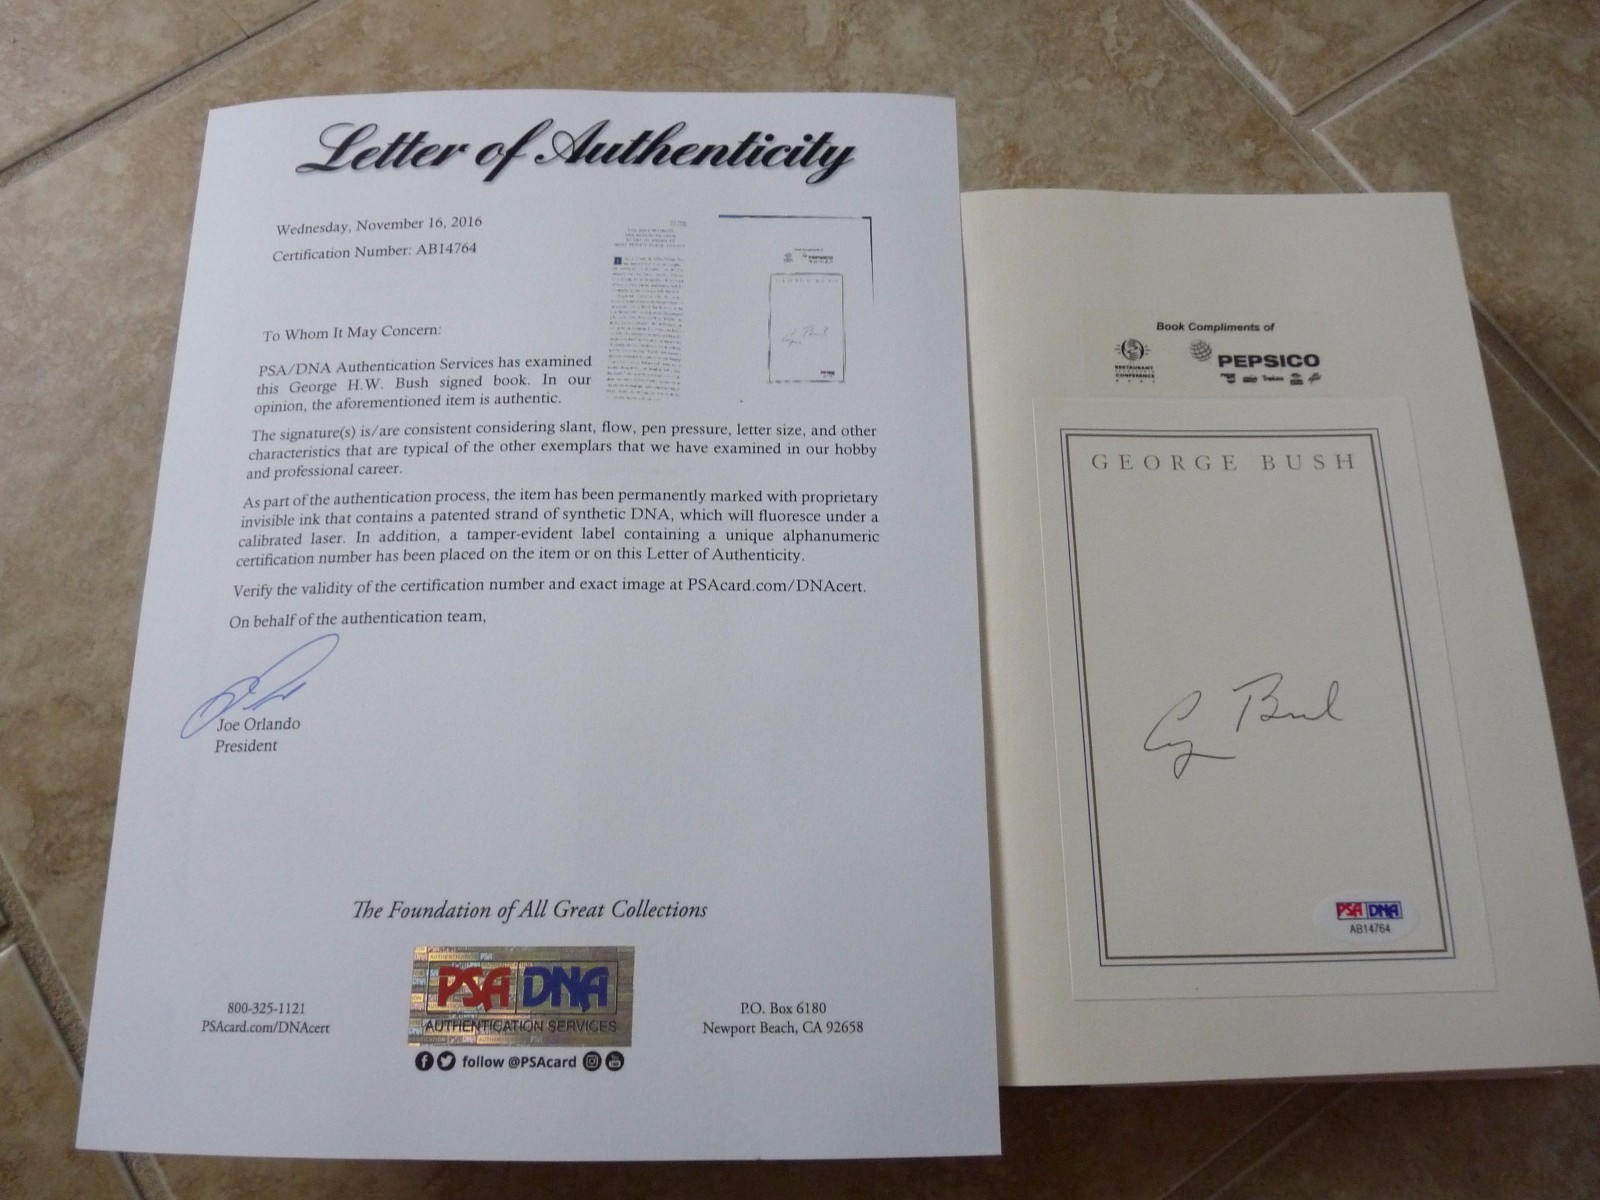 Letter of Authenticity
Wednesday, November 16, 2016
Certification Number: AB14764
To Whom It May Concern:
PSA/DNA Authentication Services has examined
this George H.W. Bush signed book. In our
opinion, the aforementioned item is authentic.
The signature(s) is/are consistent considering slant, flow, pen pressure, letter size, and other
characteristics that are typical of the other exemplars that we have examined in our hobby
and professional career.
As part of the authentication process, the item has been permanently marked with proprietary
invisible ink that contains a patented strand of synthetic DNA, which will fluoresce under a
calibrated laser. In addition, a tamper-evident label containing a unique alphanumeric
certification number has been placed on the item or on this Letter of Authenticity.
Verify the validity of the certification number and exact image at PSAcard.com/DNAcert.
On behalf of the authentication team,
Joe Orlando
President
The Foundation of All Great Collections
800-325-1121
PSAcard.com/DNAcert
PSA DNA
AUTHENTICATION SERVICES
follow @PSAcard
P.O. Box 6180
Newport Beach, CA 92658
Book Compliments of
RESTAURANT
CONFERENCE
PEPSICO
GEORGE BUSH
G Bush
PSA DNA
AB14764